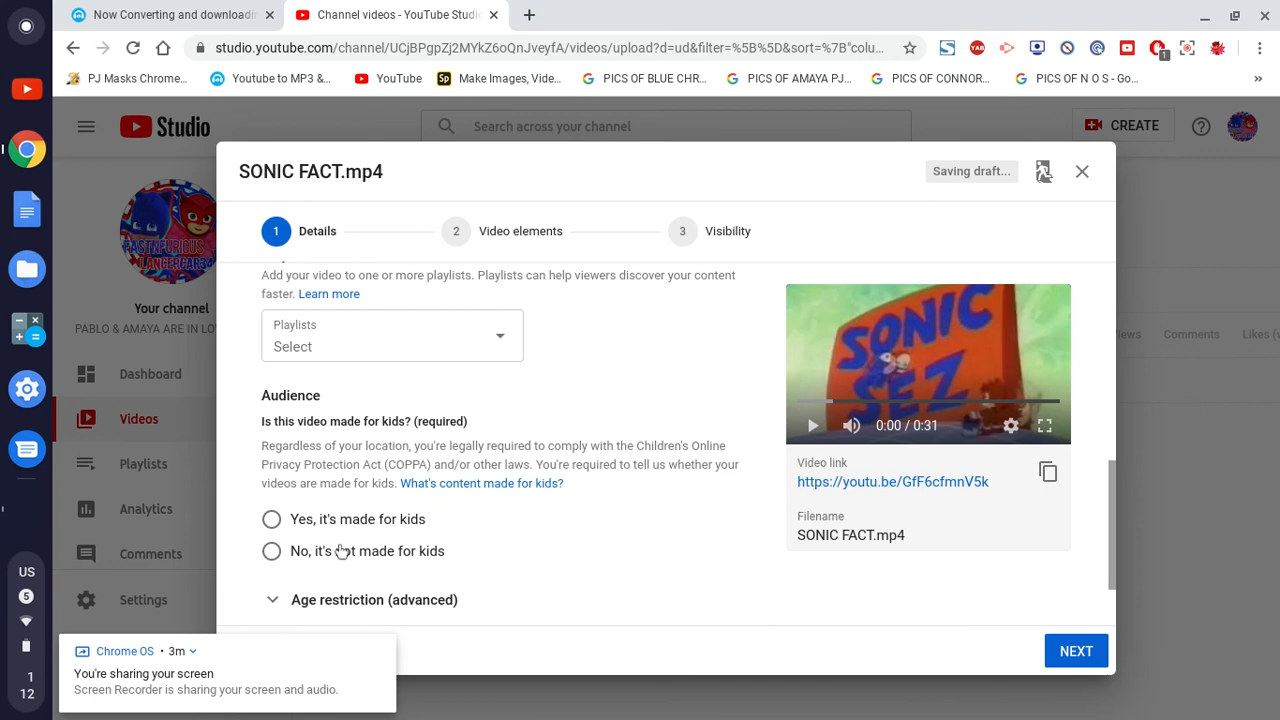 Now Converting and downloadin
Channel videos - YouTube Studio
studio.youtube.com/channel/UCjBPgpZj2MYkZ6oQnJveyfA/videos/upload?d=ud&filter=%5B%5D&sort=%7B"colu...
1
PJ Masks Chrome...
Youtube to MP3 &...
YouTube
Sp
Make Images, Vide...
PICS OF BLUE CHR...
PICS OF AMAYA PJ...
PICS OF CONNOR...
PICS OF N O S - Go...
»
Studio
Search across your channel
CREATE
SONIC FACT.mp4
Saving draft...
1 Details
2 Video elements
3 Visibility
FASTNFURIOUS
LANCERCAR34
Your channel
PABLO & AMAYA ARE IN LO
Dashboard
Videos
Playlists
Analytics
Comments
Settings
Add your video to one or more playlists. Playlists can help viewers discover your content
faster. Learn more
Playlists
Select
Audience
Is this video made for kids? (required)
Regardless of your location, you're legally required to comply with the Children's Online
Privacy Protection Act (COPPA) and/or other laws. You're required to tell us whether your
videos are made for kids. What's content made for kids?
Yes, it's made for kids
No, it's not made for kids
Age restriction (advanced)
SONIC
SEZ
0:00 / 0:31
Video link
https://youtu.be/GfF6cfmnV5k
Filename
SONIC FACT.mp4
Comments
Likes (v
NEXT
US
5
1
12
Chrome OS • 3m
You're sharing your screen
Screen Recorder is sharing your screen and audio.